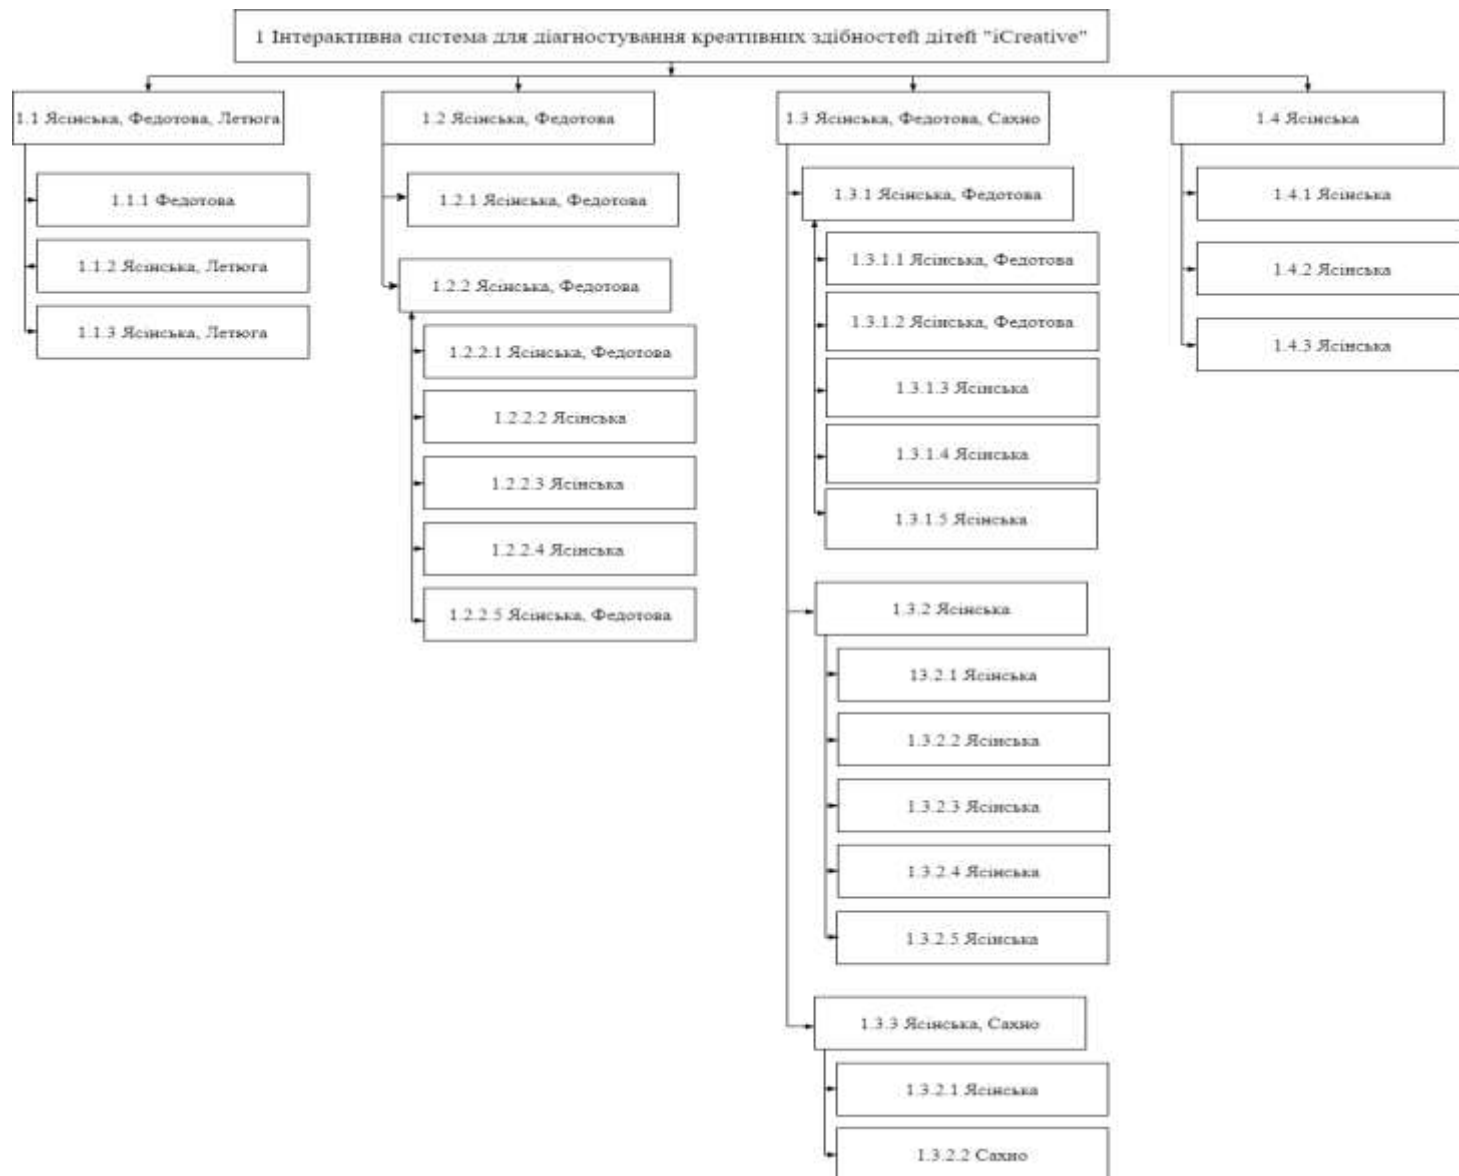 1 Інтерактивна система для діагностування креативних здібностей дітей "iCreative"
1.1 Ясінська, Федотова, Летюга
1.1.1 Федотова
1.1.2 Ясінська, Летюга
1.1.3 Ясінська, Летюга
1.2 Ясінська, Федотова
1.2.1 Ясінська, Федотова
1.2.2 Ясінська, Федотова
1.2.2.1 Ясінська, Федотова
1.2.2.2 Ясінська
1.2.2.3 Ясінська
1.2.2.4 Ясінська
1.2.2.5 Ясінська, Федотова
1.3 Ясінська, Федотова, Сахно
1.3.1 Ясінська, Федотова
1.3.1.1 Ясінська, Федотова
1.3.1.2 Ясінська, Федотова
1.3.1.3 Ясінська
1.3.1.4 Ясінська
1.3.1.5 Ясінська
1.3.2 Ясінська
13.2.1 Ясінська
1.3.2.2 Ясінська
1.3.2.3 Ясінська
1.3.2.4 Ясінська
1.3.2.5 Ясінська
1.3.3 Ясінська, Сахно
1.3.2.1 Ясінська
1.3.2.2 Сахно
1.4 Ясінська
1.4.1 Ясінська
1.4.2 Ясінська
1.4.3 Ясінська